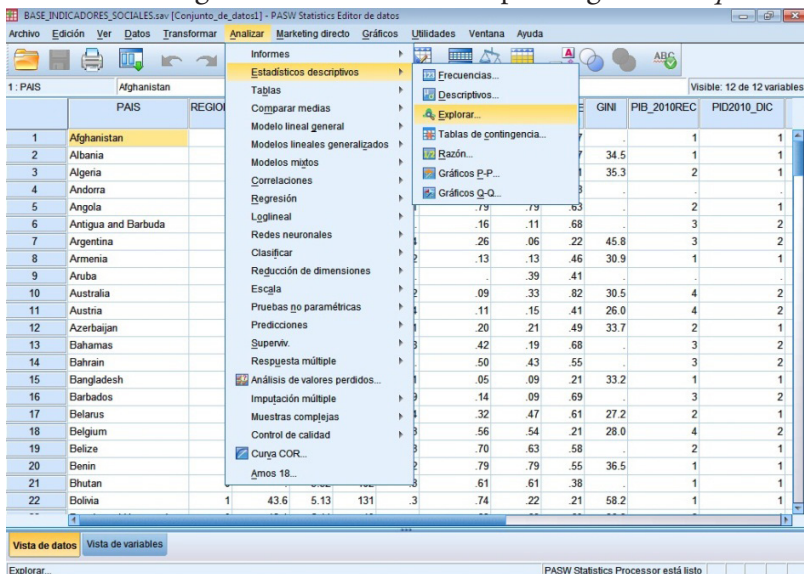 BASE_INDICADORES_SOCIALES.sav [Conjunto_de_datos1] - PASW Statistics Editor de datos
Archivo Edición Ver Datos Transformar Analizar Marketing directo Gráficos Utilidades Ventana Ayuda
1 : PAIS Afghanistan Visible: 12 de 12 variables
PAIS REGIO GINI PIB_2010REC PID2010_DIC
Informes
Estadísticos descriptivos
Tablas
Comparar medias
Modelo lineal general
Modelos lineales generalizados
Modelos mixtos
Correlaciones
Regresión
Loglineal
Redes neuronales
Clasificar
Reducción de dimensiones
Escala
Pruebas no paramétricas
Predicciones
Superviv.
Respuesta múltiple
Análisis de valores perdidos...
Imputación múltiple
Muestras complejas
Control de calidad
Curva COR...
Amos 18...
Frecuencias...
Descriptivos...
Explorar...
Tablas de contingencia...
Razón...
Gráficos P-P...
Gráficos Q-Q...
1 Afghanistan . 1 1
2 Albania 34.5 1 1
3 Algeria 35.3 2 1
4 Andorra . . .
5 Angola .79 .79 .63 . 2 1
6 Antigua and Barbuda .16 .11 .68 . 3 2
7 Argentina .26 .06 .22 45.8 3 2
8 Armenia .13 .13 .46 30.9 1 1
9 Aruba . .39 .41 . . .
10 Australia .09 .33 .82 30.5 4 2
11 Austria .11 .15 .41 26.0 4 2
12 Azerbaijan .20 .21 .49 33.7 2 1
13 Bahamas .42 .19 .68 . 3 2
14 Bahrain .50 .43 .55 . 3 2
15 Bangladesh .05 .09 .21 33.2 1 1
16 Barbados .14 .09 .69 . 3 2
17 Belarus .32 .47 .61 27.2 2 1
18 Belgium .56 .54 .21 28.0 4 2
19 Belize .70 .63 .58 . 2 1
20 Benin .79 .79 .55 36.5 1 1
21 Bhutan .61 .61 .38 . 1 1
22 Bolivia 1 43.6 5.13 131 .3 .74 .22 .21 58.2 1 1
Vista de datos Vista de variables
Explorar... PASW Statistics Processor está listo